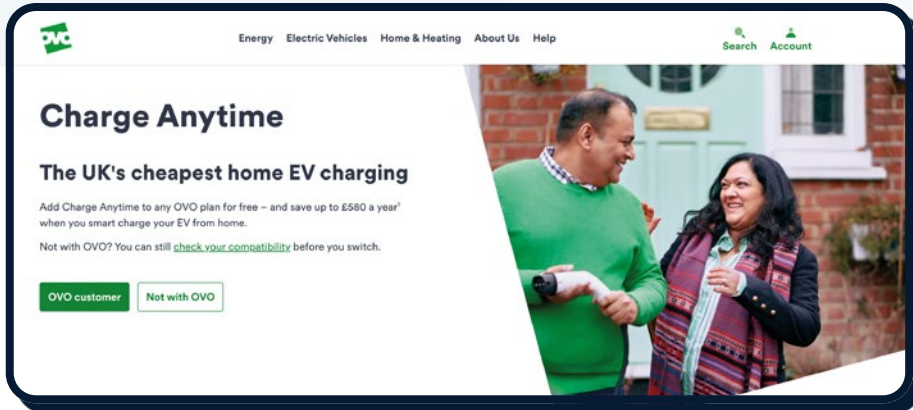 OVO
Energy Electric Vehicles Home & Heating About Us Help
Search Account
Charge Anytime
The UK's cheapest home EV charging
Add Charge Anytime to any OVO plan for free – and save up to £580 a year
when you smart charge your EV from home.
Not with OVO? You can still check your compatibility before you switch.
OVO customer Not with OVO